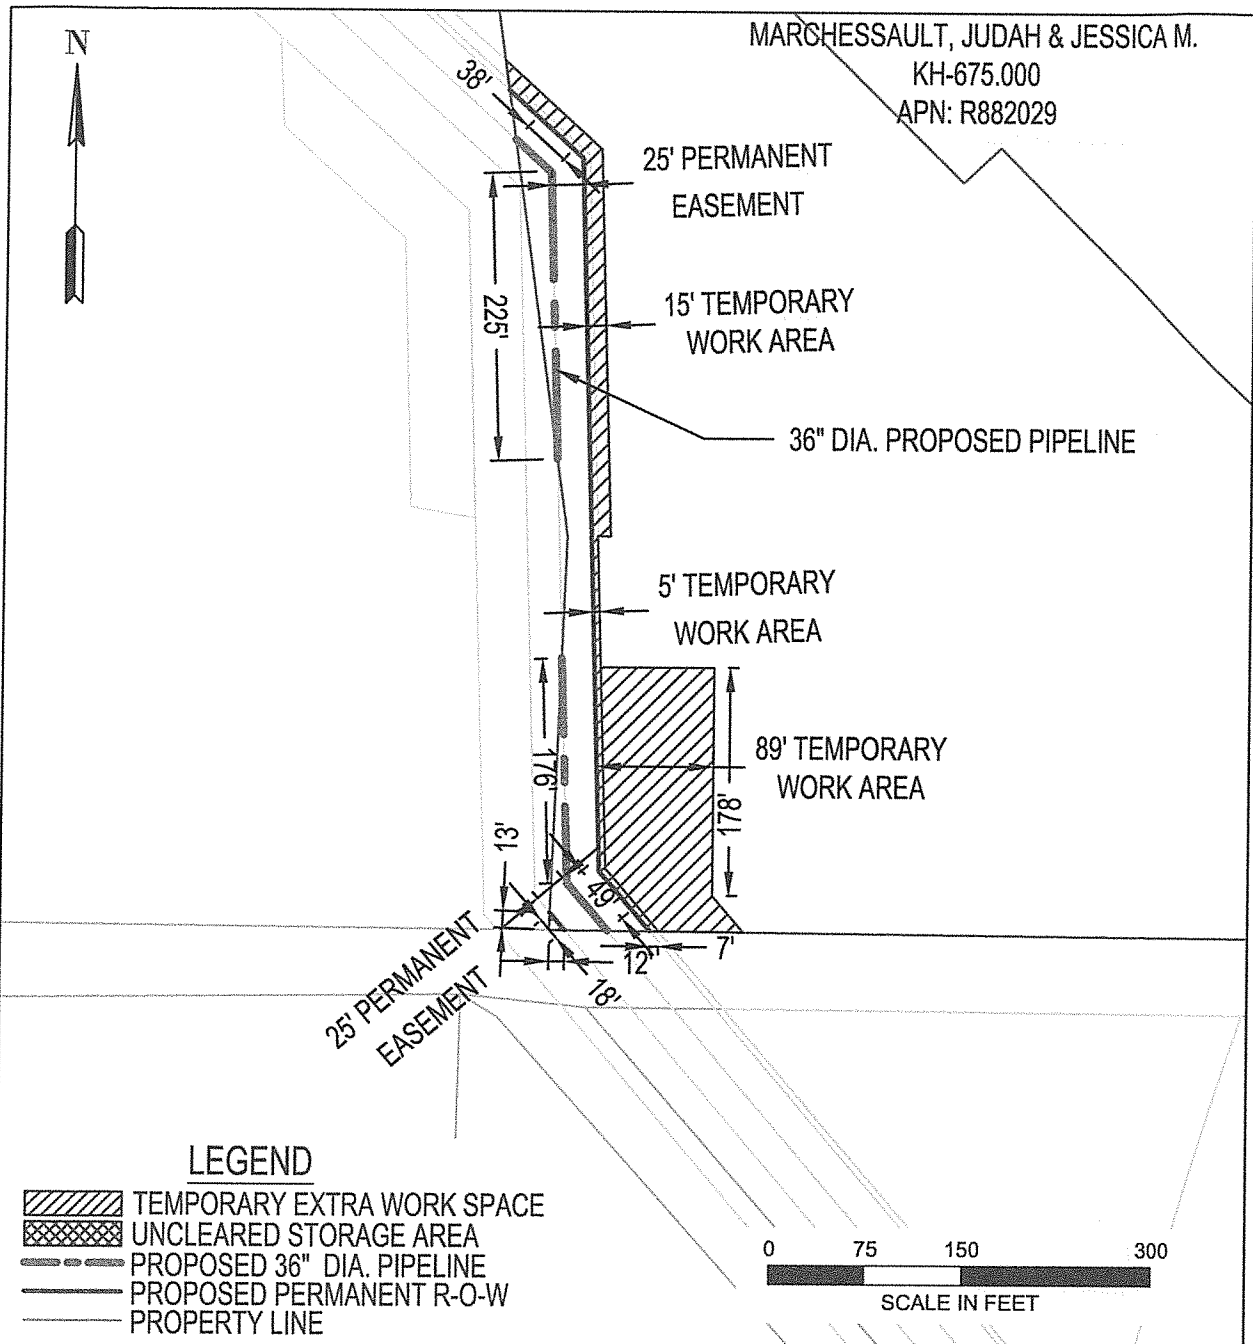 N
MARCHESSAULT, JUDAH & JESSICA M.
KH-675.000
APN: R882029
38'
25' PERMANENT
EASEMENT
225'
15' TEMPORARY
WORK AREA
36" DIA. PROPOSED PIPELINE
5' TEMPORARY
WORK AREA
176'
89' TEMPORARY
WORK AREA
178'
13'
49'
25' PERMANENT
EASEMENT
12'
7'
18'
LEGEND
TEMPORARY EXTRA WORK SPACE
UNCLEARED STORAGE AREA
PROPOSED 36" DIA. PIPELINE
PROPOSED PERMANENT R-O-W
PROPERTY LINE
0 75 150 300
SCALE IN FEET